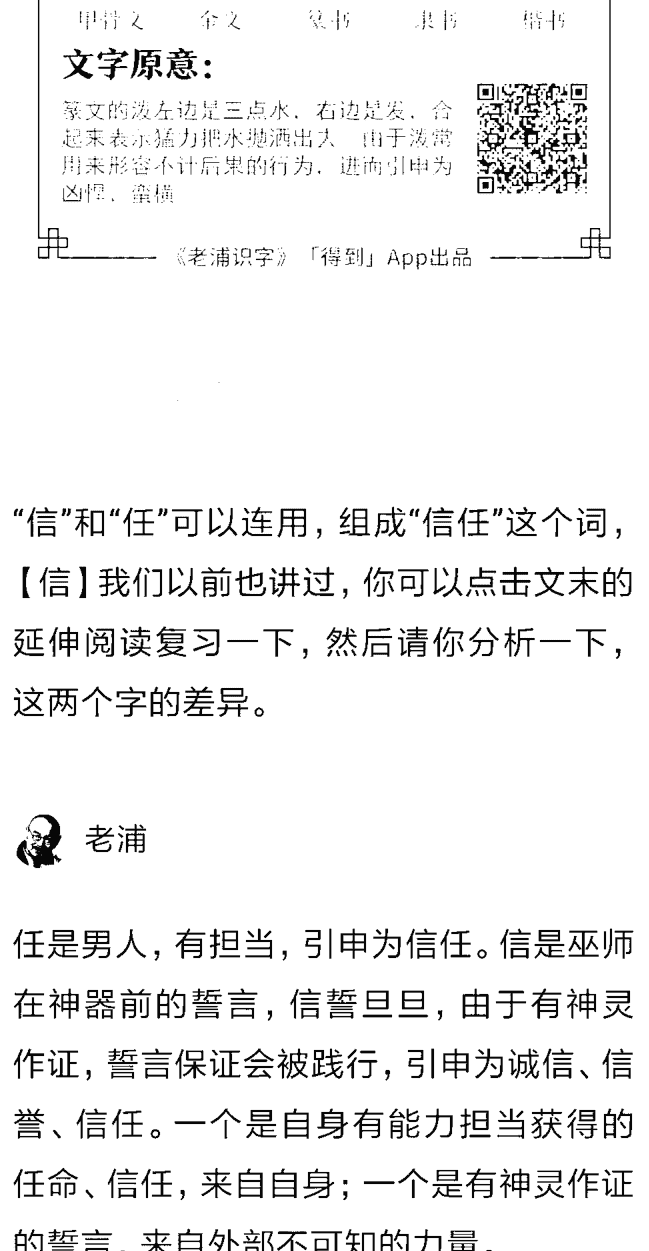 甲骨文 金文 篆书 隶书 楷书
文字原意：
篆文的泼左边是三点水，右边是发，合
起来表示猛力把水抛洒出去 由于泼常
用来形容不计后果的行为，进而引申为
凶悍、蛮横
《老浦识字》「得到」App出品
“信”和“任”可以连用，组成“信任”这个词，
【信】我们以前也讲过，你可以点击文末的
延伸阅读复习一下，然后请你分析一下，
这两个字的差异。
老浦
任是男人，有担当，引申为信任。信是巫师
在神器前的誓言，信誓旦旦，由于有神灵
作证，誓言保证会被践行，引申为诚信、信
誉、信任。一个是自身有能力担当获得的
任命、信任，来自自身；一个是有神灵作证
的誓言，来自外部不可知的力量。